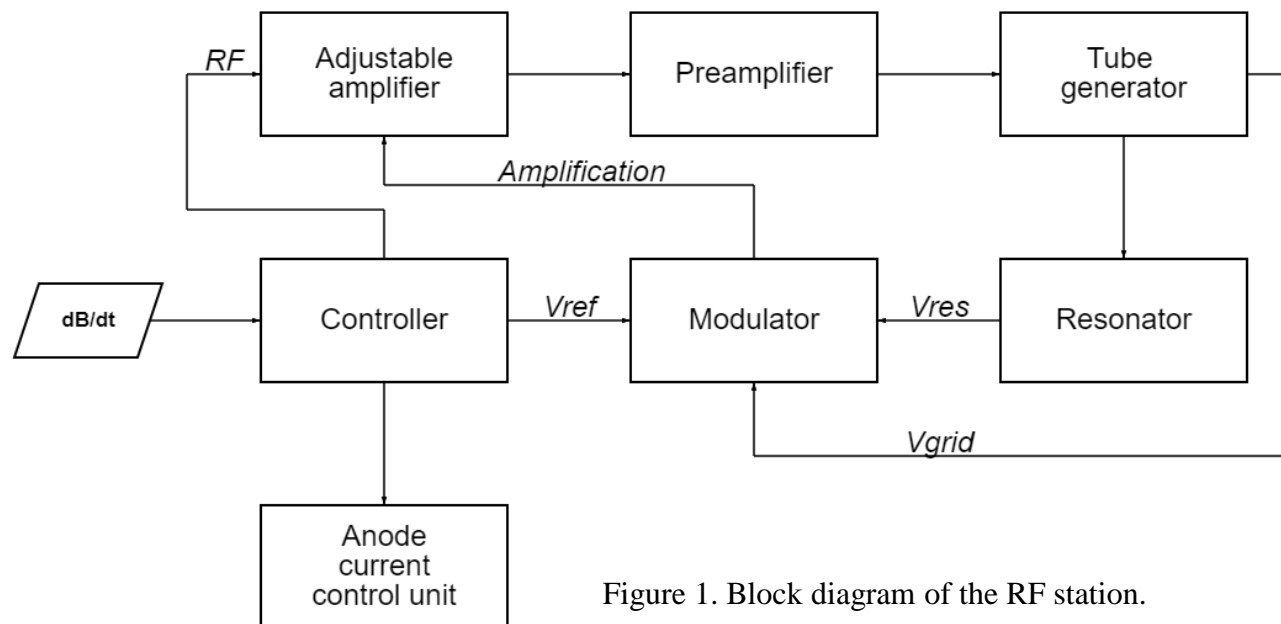 RF
Adjustable
amplifier
Preamplifier
Tube
generator
Amplification
dB/dt
Controller
Vref
Modulator
Vres
Resonator
Vgrid
Anode
current
control unit
Figure 1. Block diagram of the RF station.